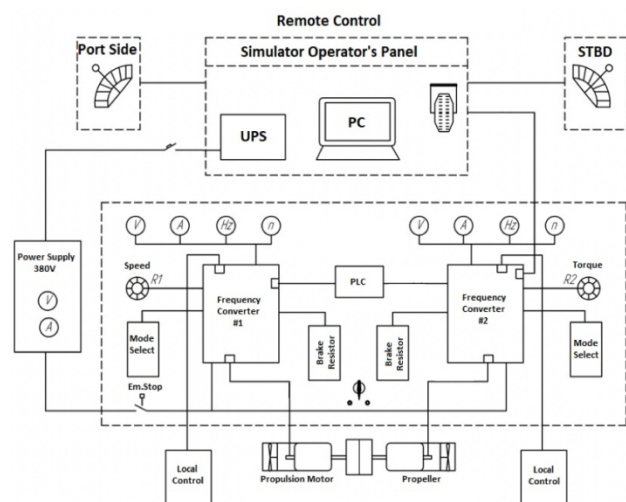 Remote Control
Port Side
Simulator Operator's Panel
STBD
UPS
PC
V
A
Hz
n
V
A
Hz
n
Power Supply
380V
V
A
Speed
R1
Frequency
Converter
#1
PLC
Frequency
Converter
#2
Torque
R2
Mode
Select
Brake
Resistor
Brake
Resistor
Mode
Select
Em.Stop
Propulsion Motor
Propeller
Local
Control
Local
Control